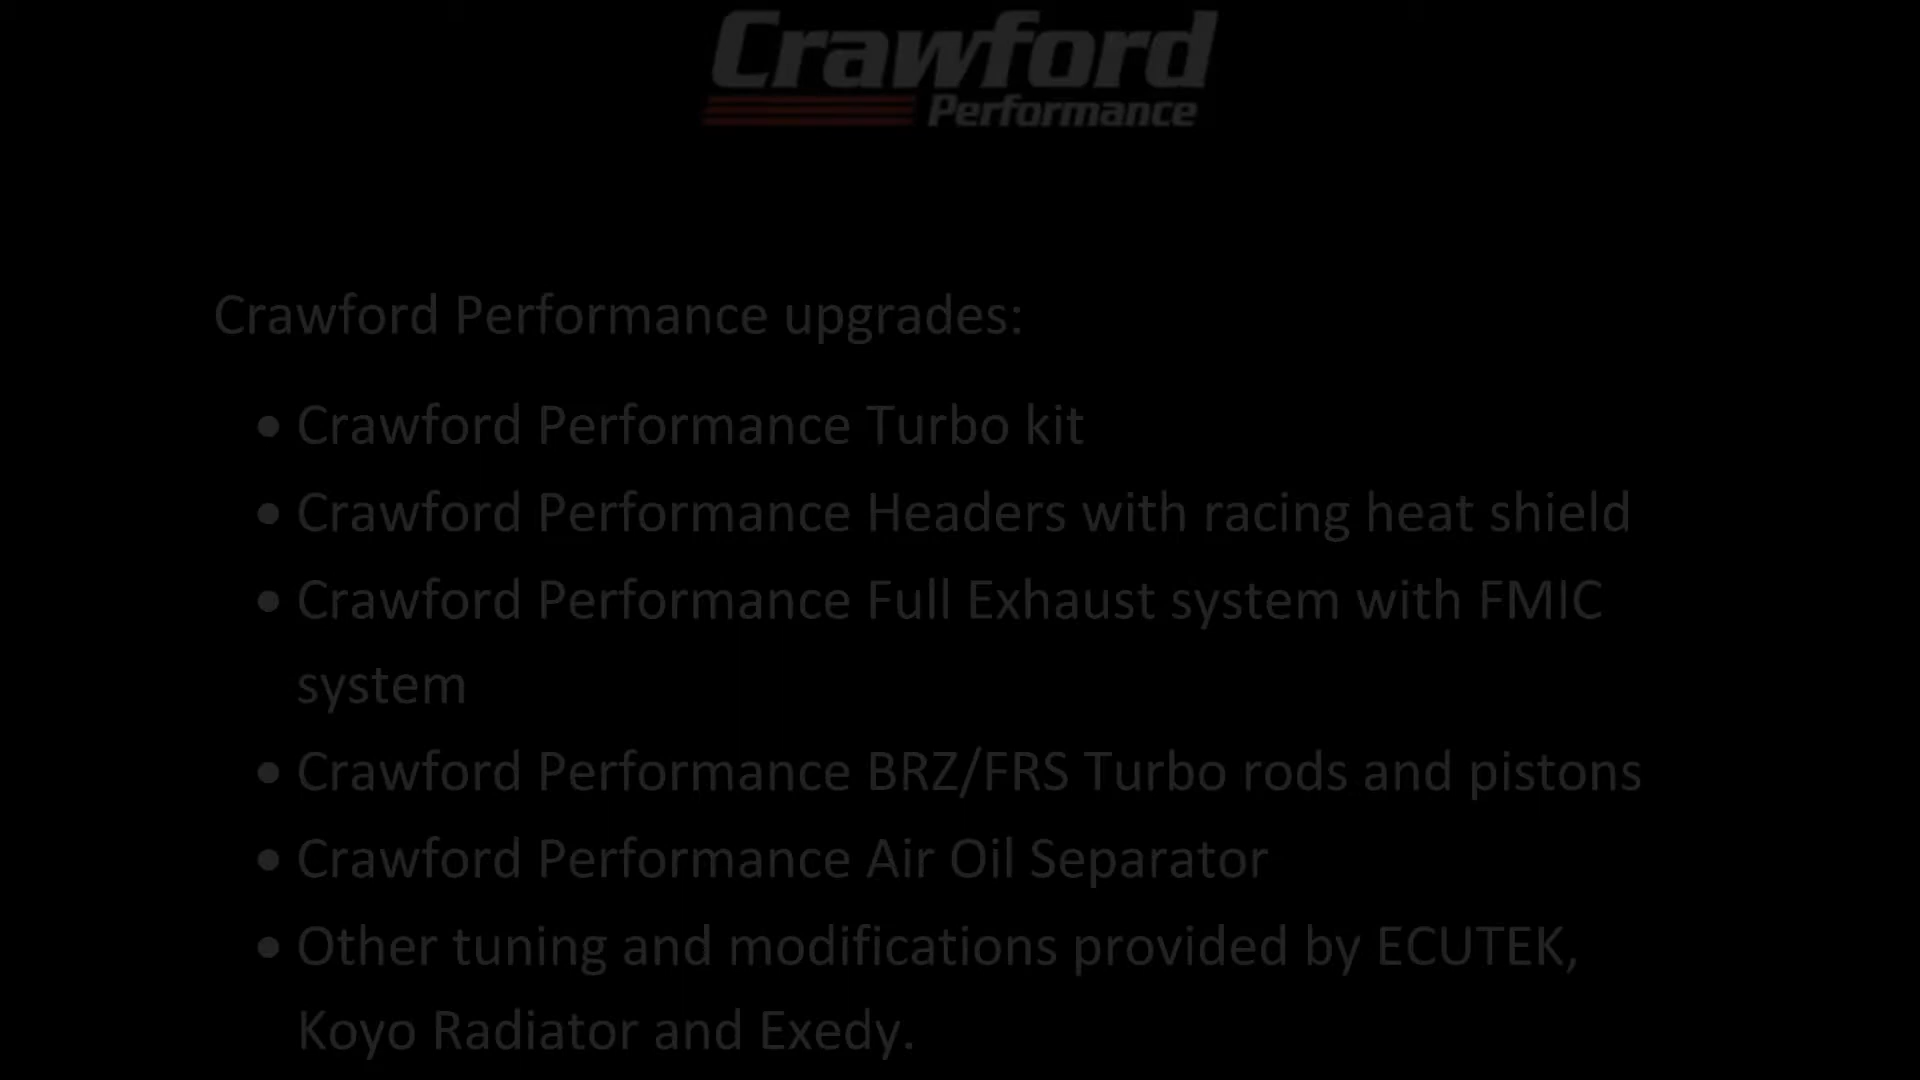 Crawford
Performance
Crawford Performance upgrades:
• Crawford Performance Turbo kit
• Crawford Performance Headers with racing heat shield
• Crawford Performance Full Exhaust system with FMIC
system
• Crawford Performance BRZ/FRS Turbo rods and pistons
• Crawford Performance Air Oil Separator
• Other tuning and modifications provided by ECUTEK,
Koyo Radiator and Exedy.